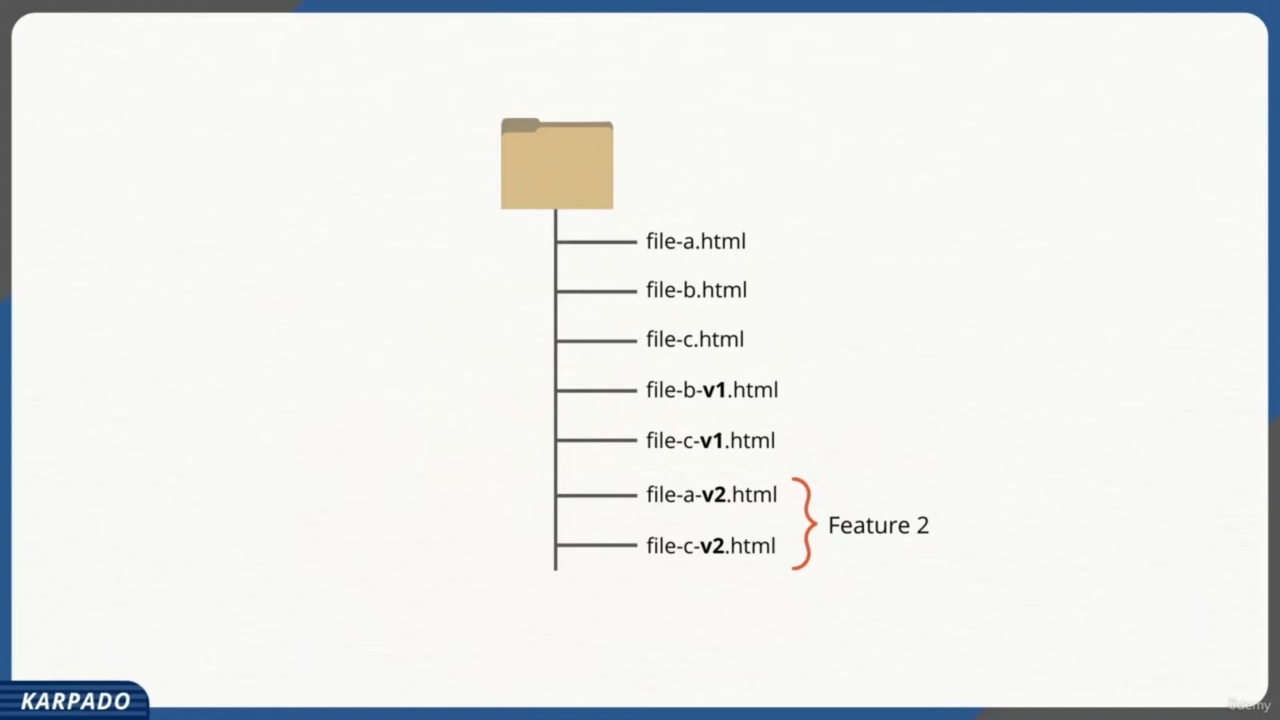 file-a.html
file-b.html
file-c.html
file-b-v1.html
file-c-v1.html
file-a-v2.html
file-c-v2.html
Feature 2
KARPADO
ûdemy